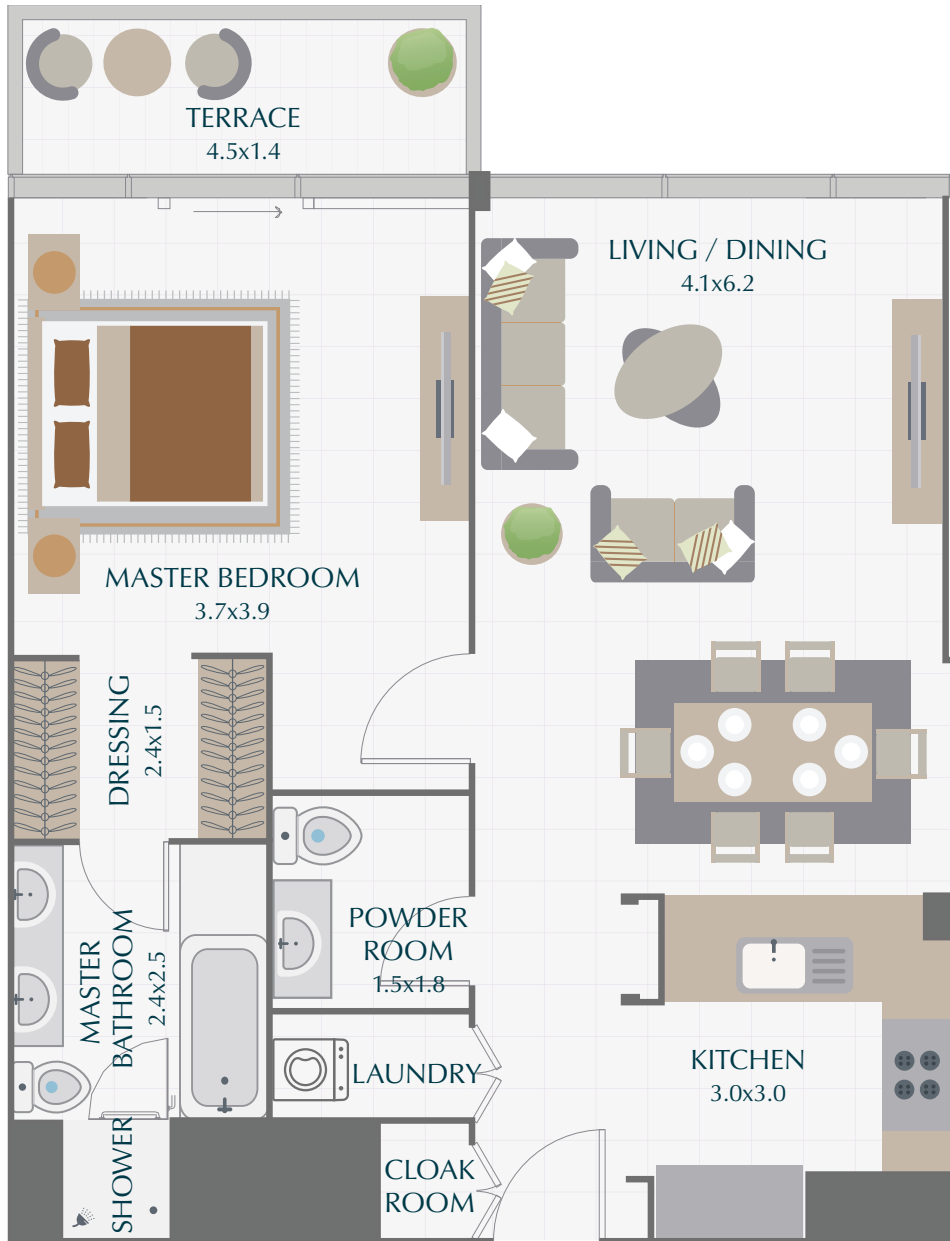 TERRACE
4.5x1.4
LIVING / DINING
4.1x6.2
MASTER BEDROOM
3.7x3.9
DRESSING
2.4x1.5
POWDER
ROOM
1.5x1.8
MASTER
BATHROOM
2.4x2.5
LAUNDRY
KITCHEN
3.0x3.0
SHOWER
CLOAK
ROOM